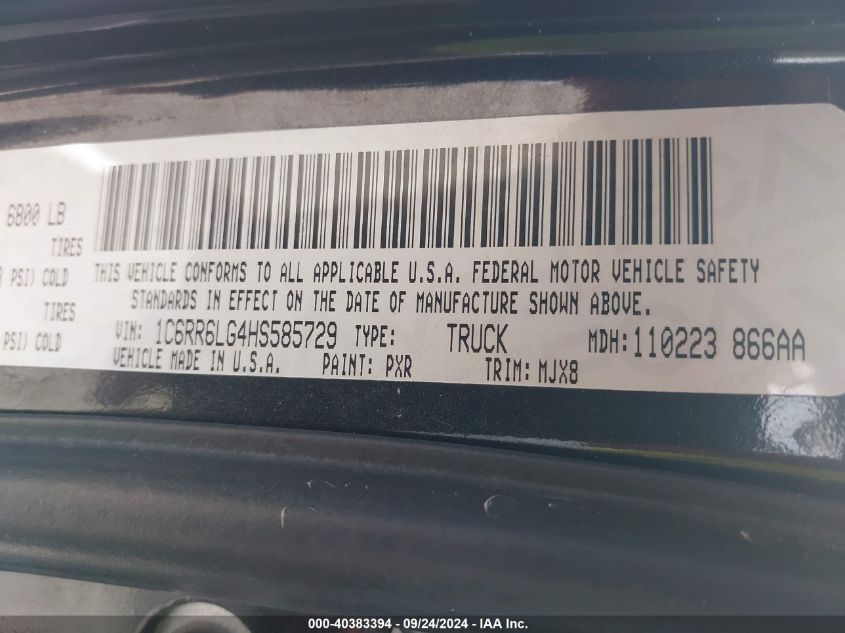 6800 LB
TIRES
PSI) COLD
TIRES
PSI) COLD
THIS VEHICLE CONFORMS TO ALL APPLICABLE U.S.A. FEDERAL MOTOR VEHICLE SAFETY
STANDARDS IN EFFECT ON THE DATE OF MANUFACTURE SHOWN ABOVE.
VIN: 1C6RR6LG4HS585729 TYPE: TRUCK MDH: 110223 866AA
VEHICLE MADE IN U.S.A. PAINT: PXR TRIM: MJX8
000-40383394 - 09/24/2024 - IAA Inc.